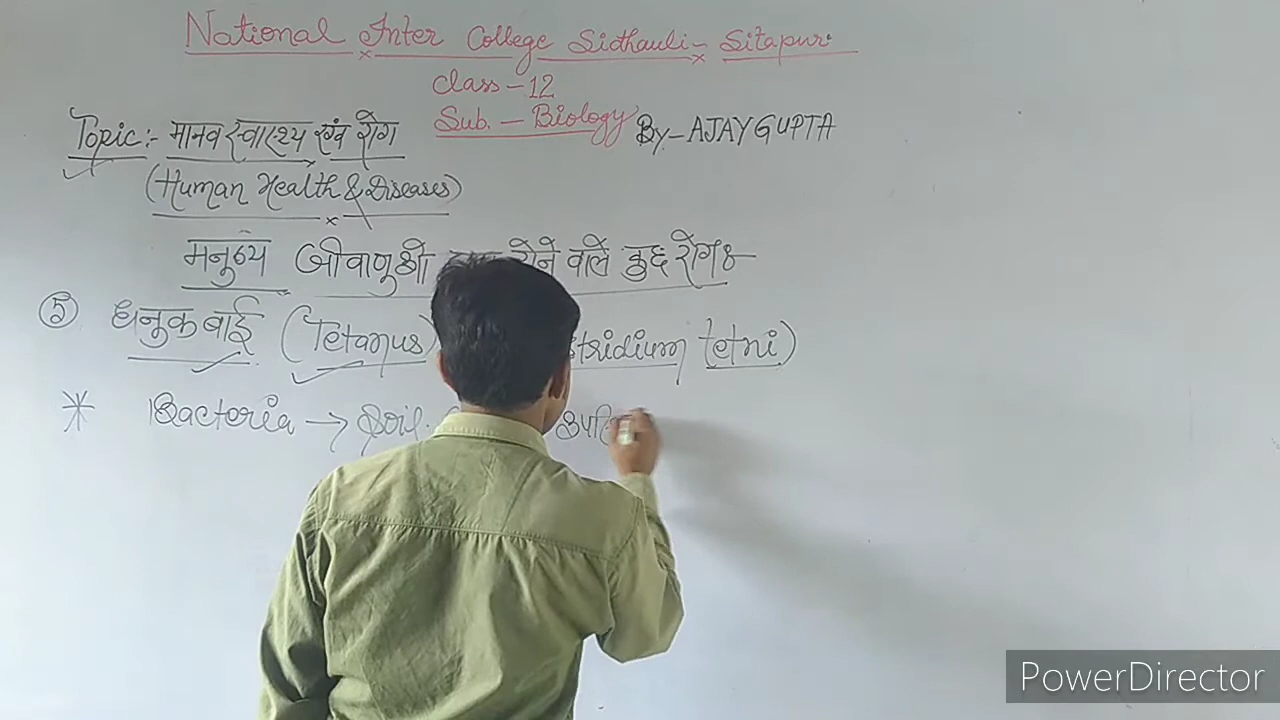 National Inter College Sidhauli - Sitapur
Class - 12
Sub. - Biology
By:- AJAY GUPTA
Topic:- मानव स्वास्थ्य एवं रोग
(Human Health & Diseases)
मनुष्य जीवाणुओ होने वाले कुछ रोग :-
5 धनुकबाई (Tetanus) stridium tetni)
* Bacteria → Soil
PowerDirector